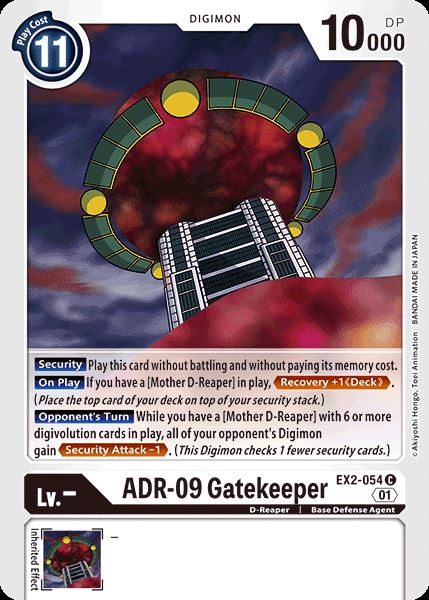 Play Cost
11
DIGIMON
DP
10000
Security Play this card without battling and without paying its memory cost.
On Play If you have a [Mother D-Reaper] in play, Recovery +1《Deck》.
(Place the top card of your deck on top of your security stack.)
Opponent's Turn While you have a [Mother D-Reaper] with 6 or more
digivolution cards in play, all of your opponent's Digimon
gain Security Attack -1. (This Digimon checks 1 fewer security cards.)
©Akiyoshi Hongo, Toei Animation BANDAI MADE IN JAPAN
Lv.–
ADR-09 Gatekeeper
EX2-054 C
01
D-Reaper | Base Defense Agent
Inherited Effect
–